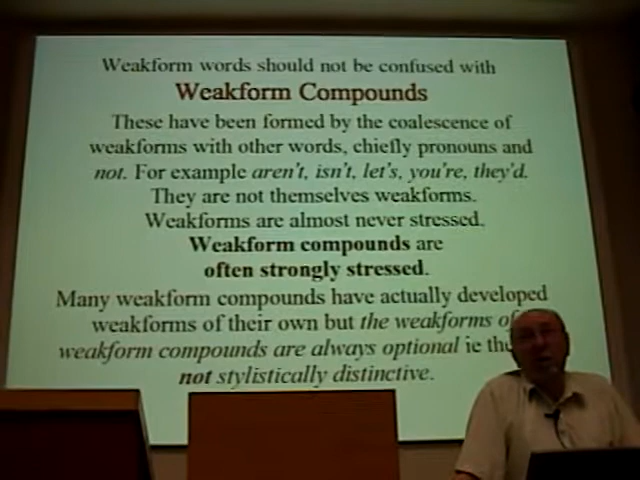 Weakform words should not be confused with
Weakform Compounds
These have been formed by the coalescence of
weakforms with other words, chiefly pronouns and
not. For example aren't, isn't, let's, you're, they'd.
They are not themselves weakforms.
Weakforms are almost never stressed.
Weakform compounds are
often strongly stressed.
Many weakform compounds have actually developed
weakforms of their own but the weakforms of
weakform compounds are always optional ie
not stylistically distinctive.